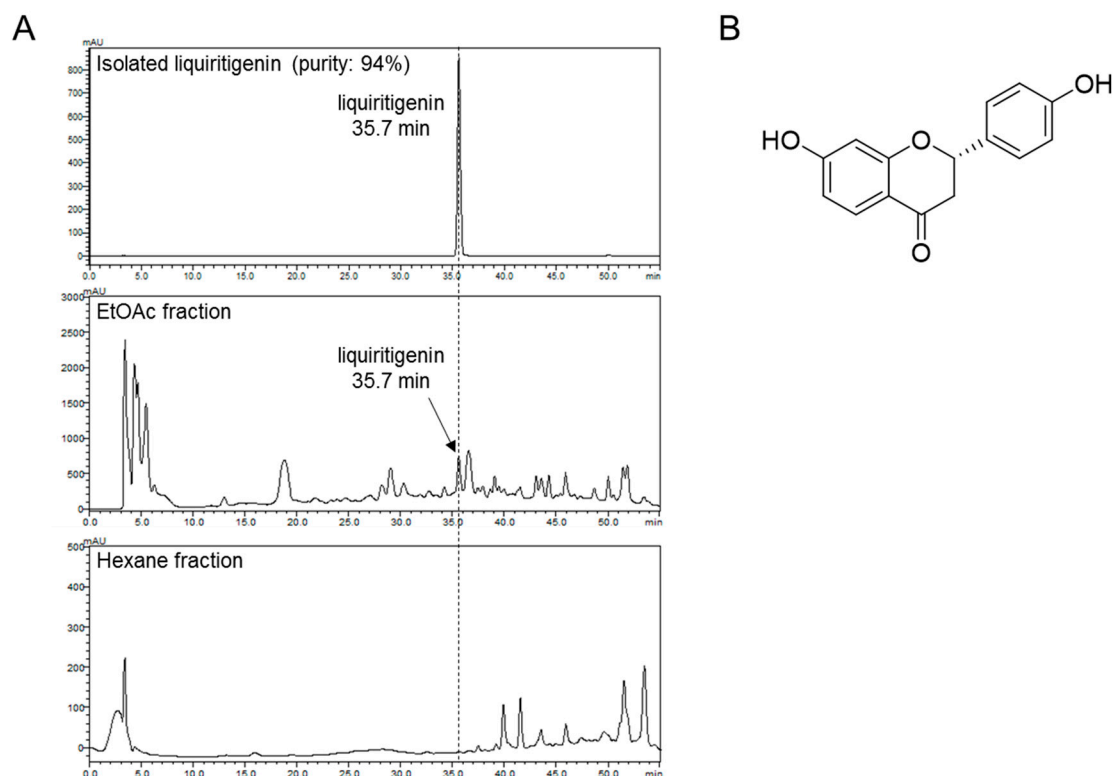 A
mAU
Isolated liquiritigenin (purity: 94%)
liquiritigenin
35.7 min
800
700
600
500
400
300
200
100
0
0.0 5.0 10.0 15.0 20.0 25.0 30.0 35.0 40.0 45.0 50.0 min
mAU
EtOAc fraction
liquiritigenin
35.7 min
3000
2500
2000
1500
1000
500
0
0.0 5.0 10.0 15.0 20.0 25.0 30.0 35.0 40.0 45.0 50.0 min
mAU
Hexane fraction
500
400
300
200
100
0
0.0 5.0 10.0 15.0 20.0 25.0 30.0 35.0 40.0 45.0 50.0 min
B
OH
HO
O
O